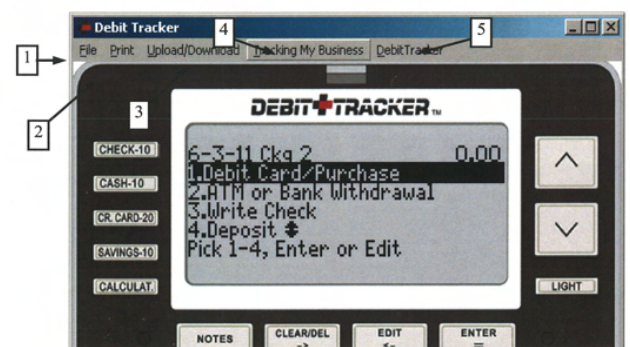 Debit Tracker
File Print Upload/Download Tracking My Business DebitTracker
4
5
1
2
3
DEBIT TRACKER TM
CHECK-10
CASH-10
CR. CARD-20
SAVINGS-10
CALCULAT.
6-3-11 Ckg 2 0.00
1.Debit Card/Purchase
2.ATM or Bank Withdrawal
3.Write Check
4.Deposit
Pick 1-4, Enter or Edit
LIGHT
NOTES
CLEAR/DEL
EDIT
ENTER